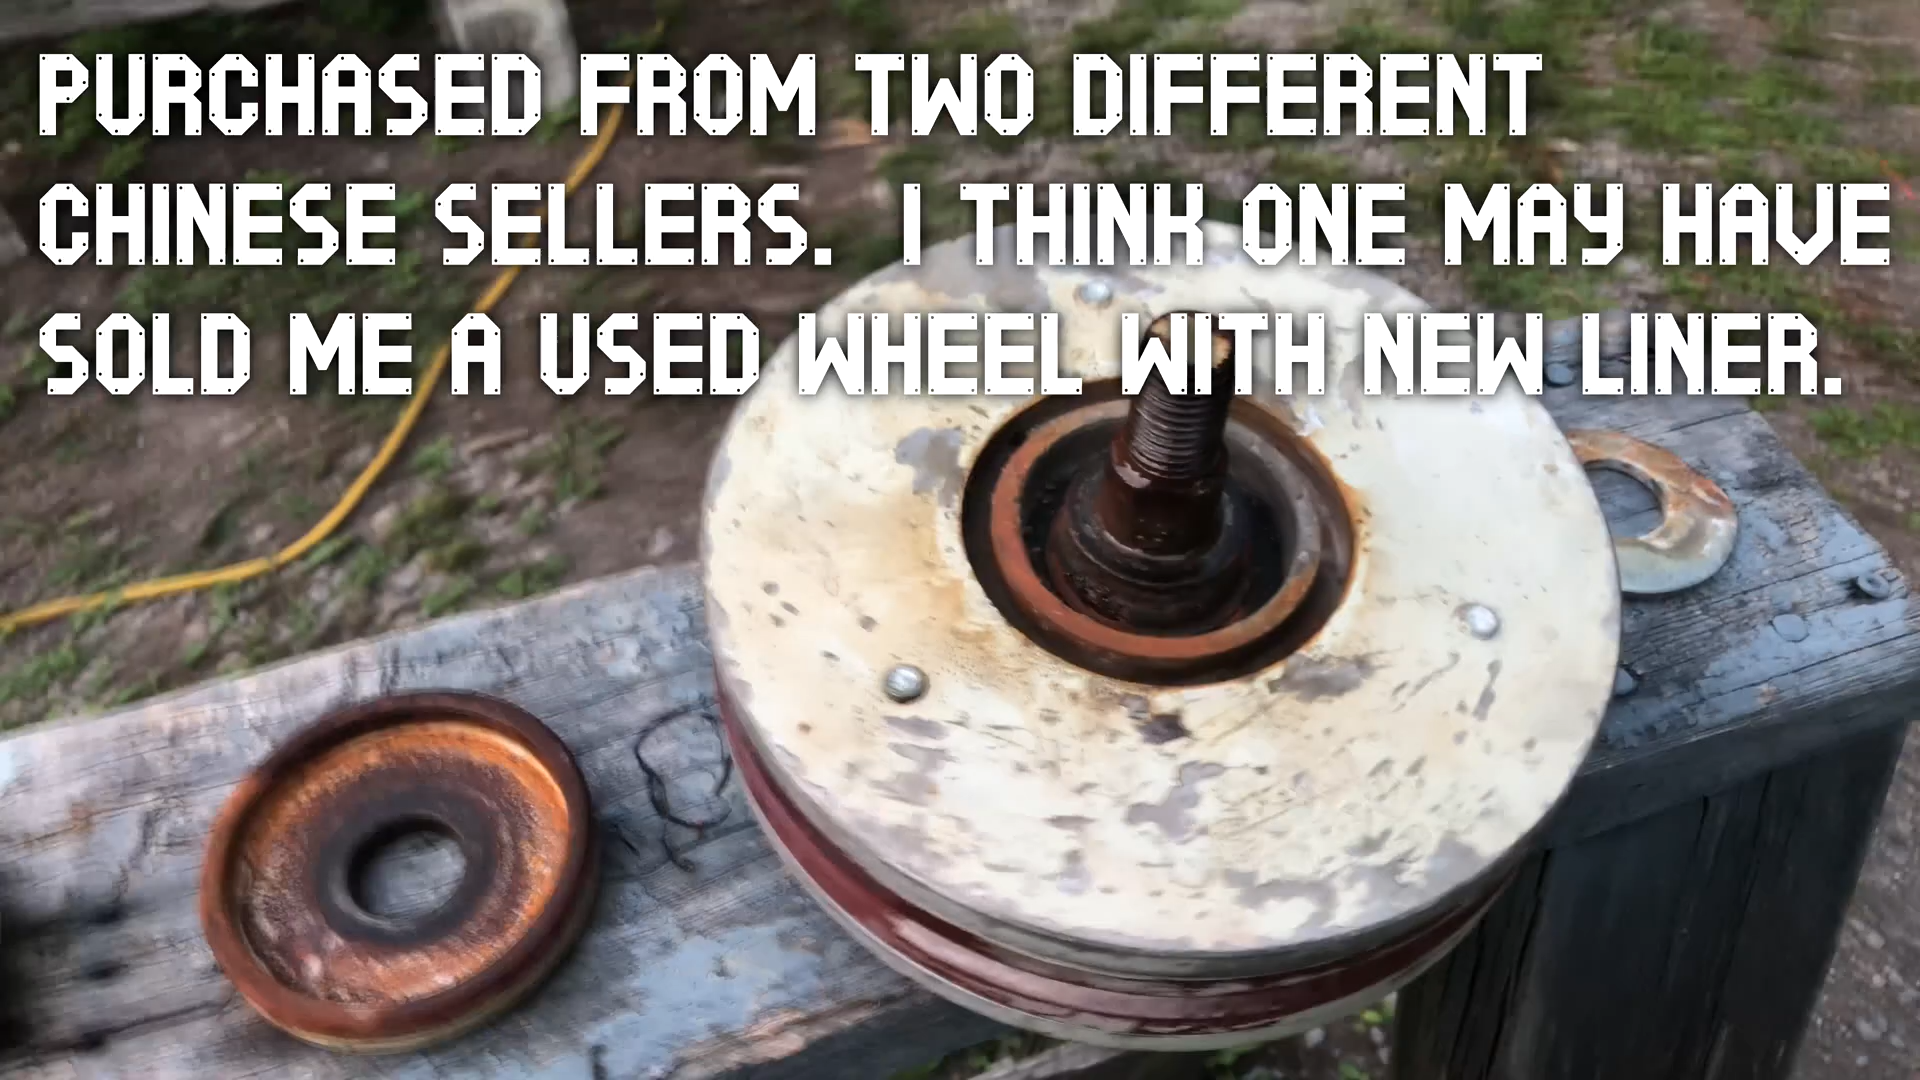 PURCHASED FROM TWO DIFFERENT
CHINESE SELLERS. I THINK ONE MAY HAVE
SOLD ME A USED WHEEL WITH NEW LINER.